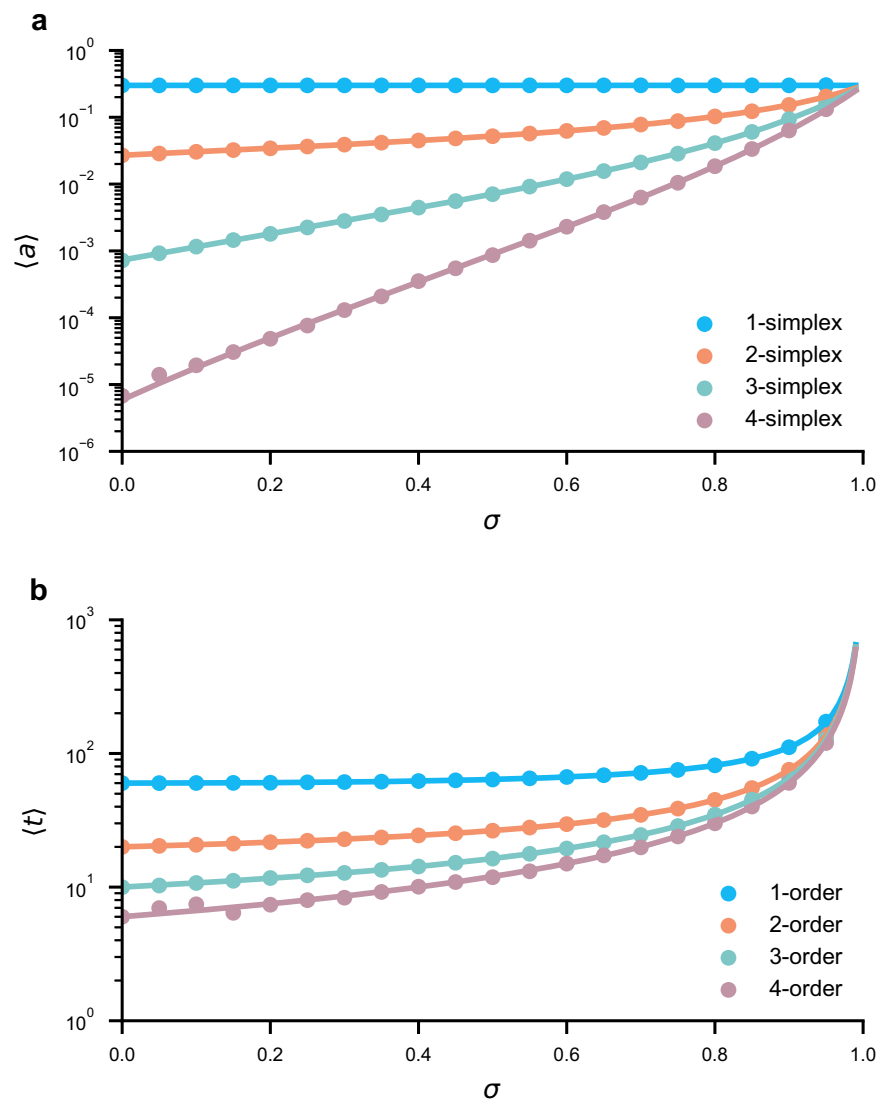 a
10^0
10^-1
10^-2
10^-3
10^-4
10^-5
10^-6
⟨a⟩
1-simplex
2-simplex
3-simplex
4-simplex
0.0 0.2 0.4 0.6 0.8 1.0
σ
b
10^3
10^2
10^1
10^0
⟨t⟩
1-order
2-order
3-order
4-order
0.0 0.2 0.4 0.6 0.8 1.0
σ